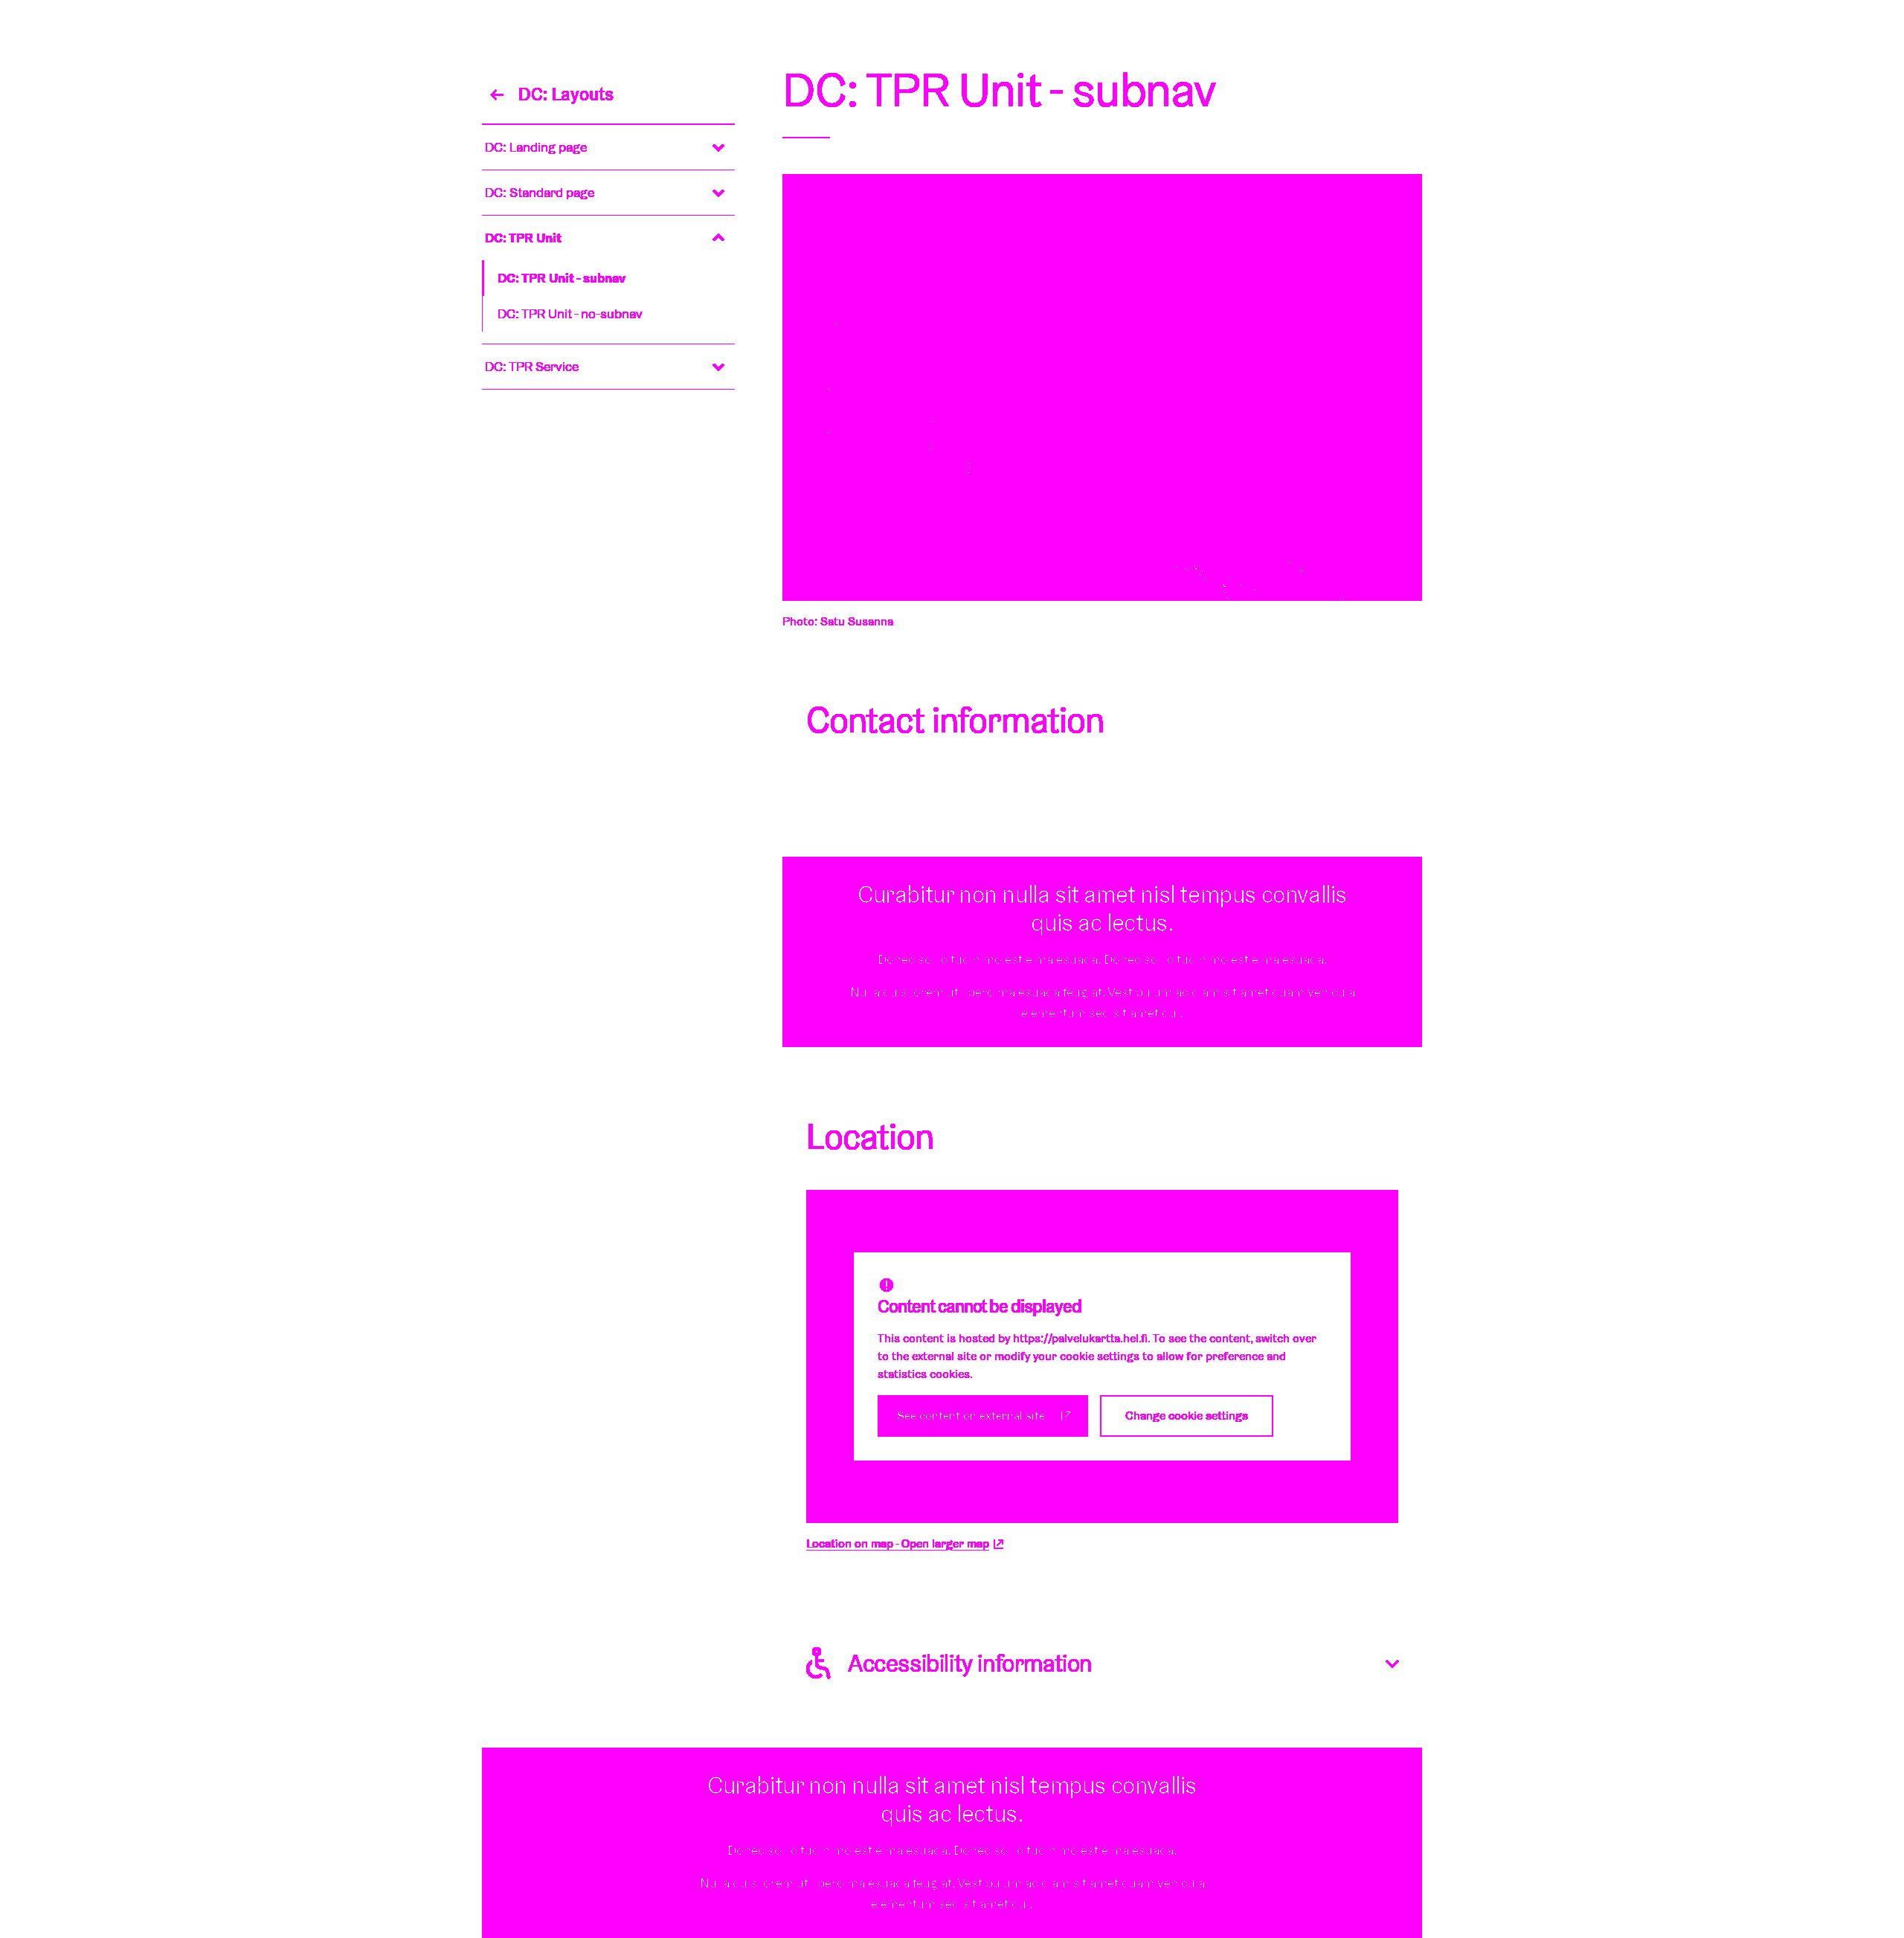 DC: Layouts
DC: Landing page
DC: Standard page
DC: TPR Unit
DC: TPR Unit - subnav
DC: TPR Unit - no-subnav
DC: TPR Service
DC: TPR Unit - subnav
Photo: Satu Susanna
Contact information
Curabitur non nulla sit amet nisl tempus convallis
quis ac lectus.
Location
Content cannot be displayed
This content is hosted by https://palvelukartta.hel.fi. To see the content, switch over
to the external site or modify your cookie settings to allow for preference and
statistics cookies.
See content on external site
Change cookie settings
Location on map - Open larger map
Accessibility information
Curabitur non nulla sit amet nisl tempus convallis
quis ac lectus.